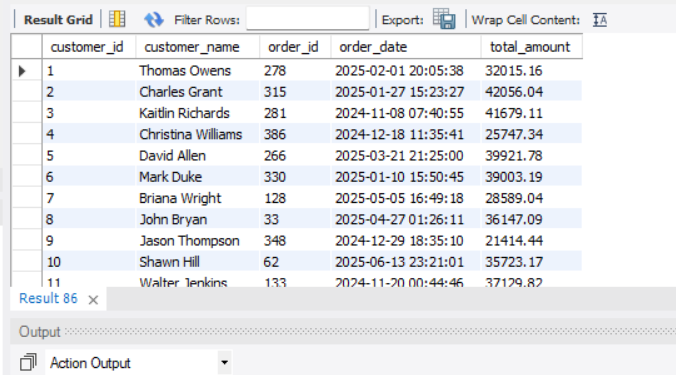 Result Grid Filter Rows: Export: Wrap Cell Content:
customer_id customer_name order_id order_date total_amount
1 Thomas Owens 278 2025-02-01 20:05:38 32015.16
2 Charles Grant 315 2025-01-27 15:23:27 42056.04
3 Kaitlin Richards 281 2024-11-08 07:40:55 41679.11
4 Christina Williams 386 2024-12-18 11:35:41 25747.34
5 David Allen 266 2025-03-21 21:25:00 39921.78
6 Mark Duke 330 2025-01-10 15:50:45 39003.19
7 Briana Wright 128 2025-05-05 16:49:18 28589.04
8 John Bryan 33 2025-04-27 01:26:11 36147.09
9 Jason Thompson 348 2024-12-29 18:35:10 21414.44
10 Shawn Hill 62 2025-06-13 23:21:01 35723.17
11 Walter Jenkins 133 2024-11-20 00:44:46 37129.82
Result 86
Output
Action Output